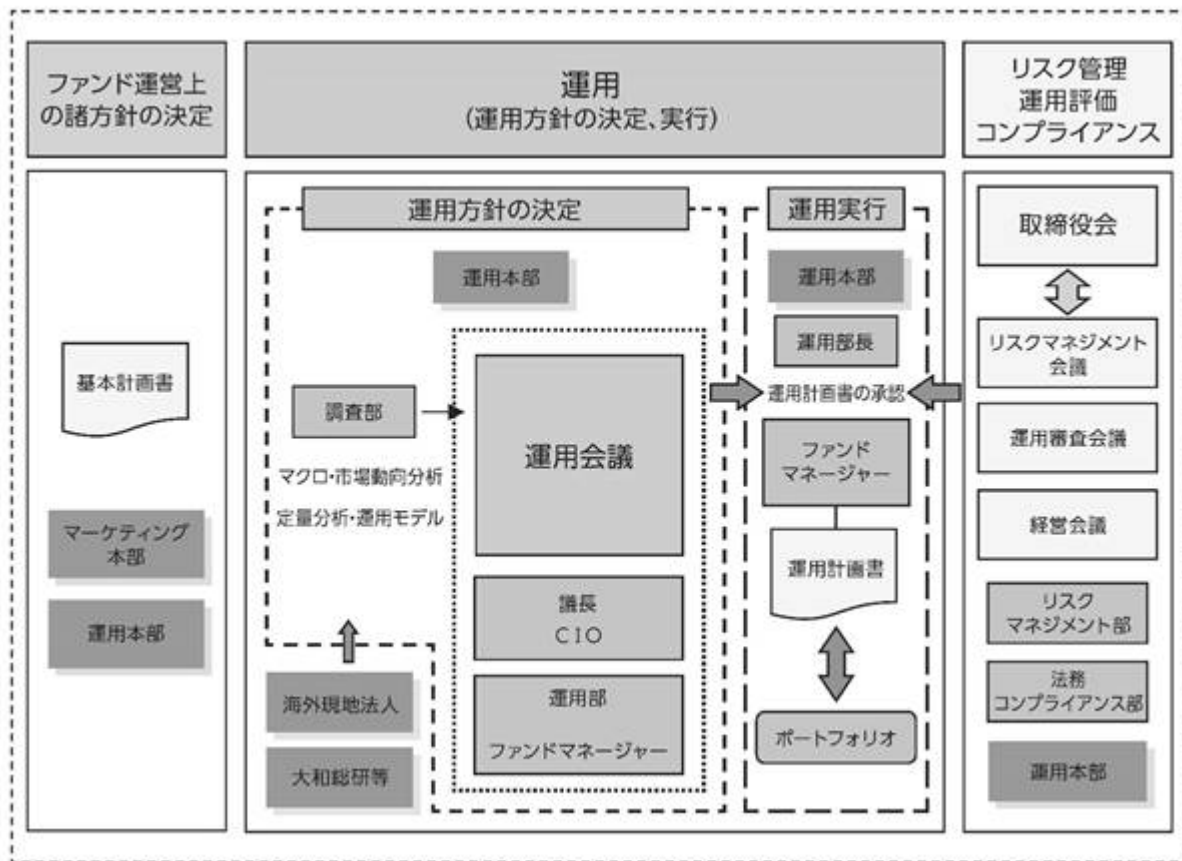 ファンド運営上
の諸方針の決定
運用
(運用方針の決定、実行)
リスク管理
運用評価
コンプライアンス
基本計画書
マーケティング
本部
運用本部
運用方針の決定
運用本部
調査部
マクロ・市場動向分析
定量分析・運用モデル
運用会議
議長
CIO
運用部
ファンドマネージャー
海外現地法人
大和総研等
運用実行
運用本部
運用部長
運用計画書の承認
ファンド
マネージャー
運用計画書
ポートフォリオ
取締役会
リスクマネジメント
会議
運用審査会議
経営会議
リスク
マネジメント部
法務
コンプライアンス部
運用本部